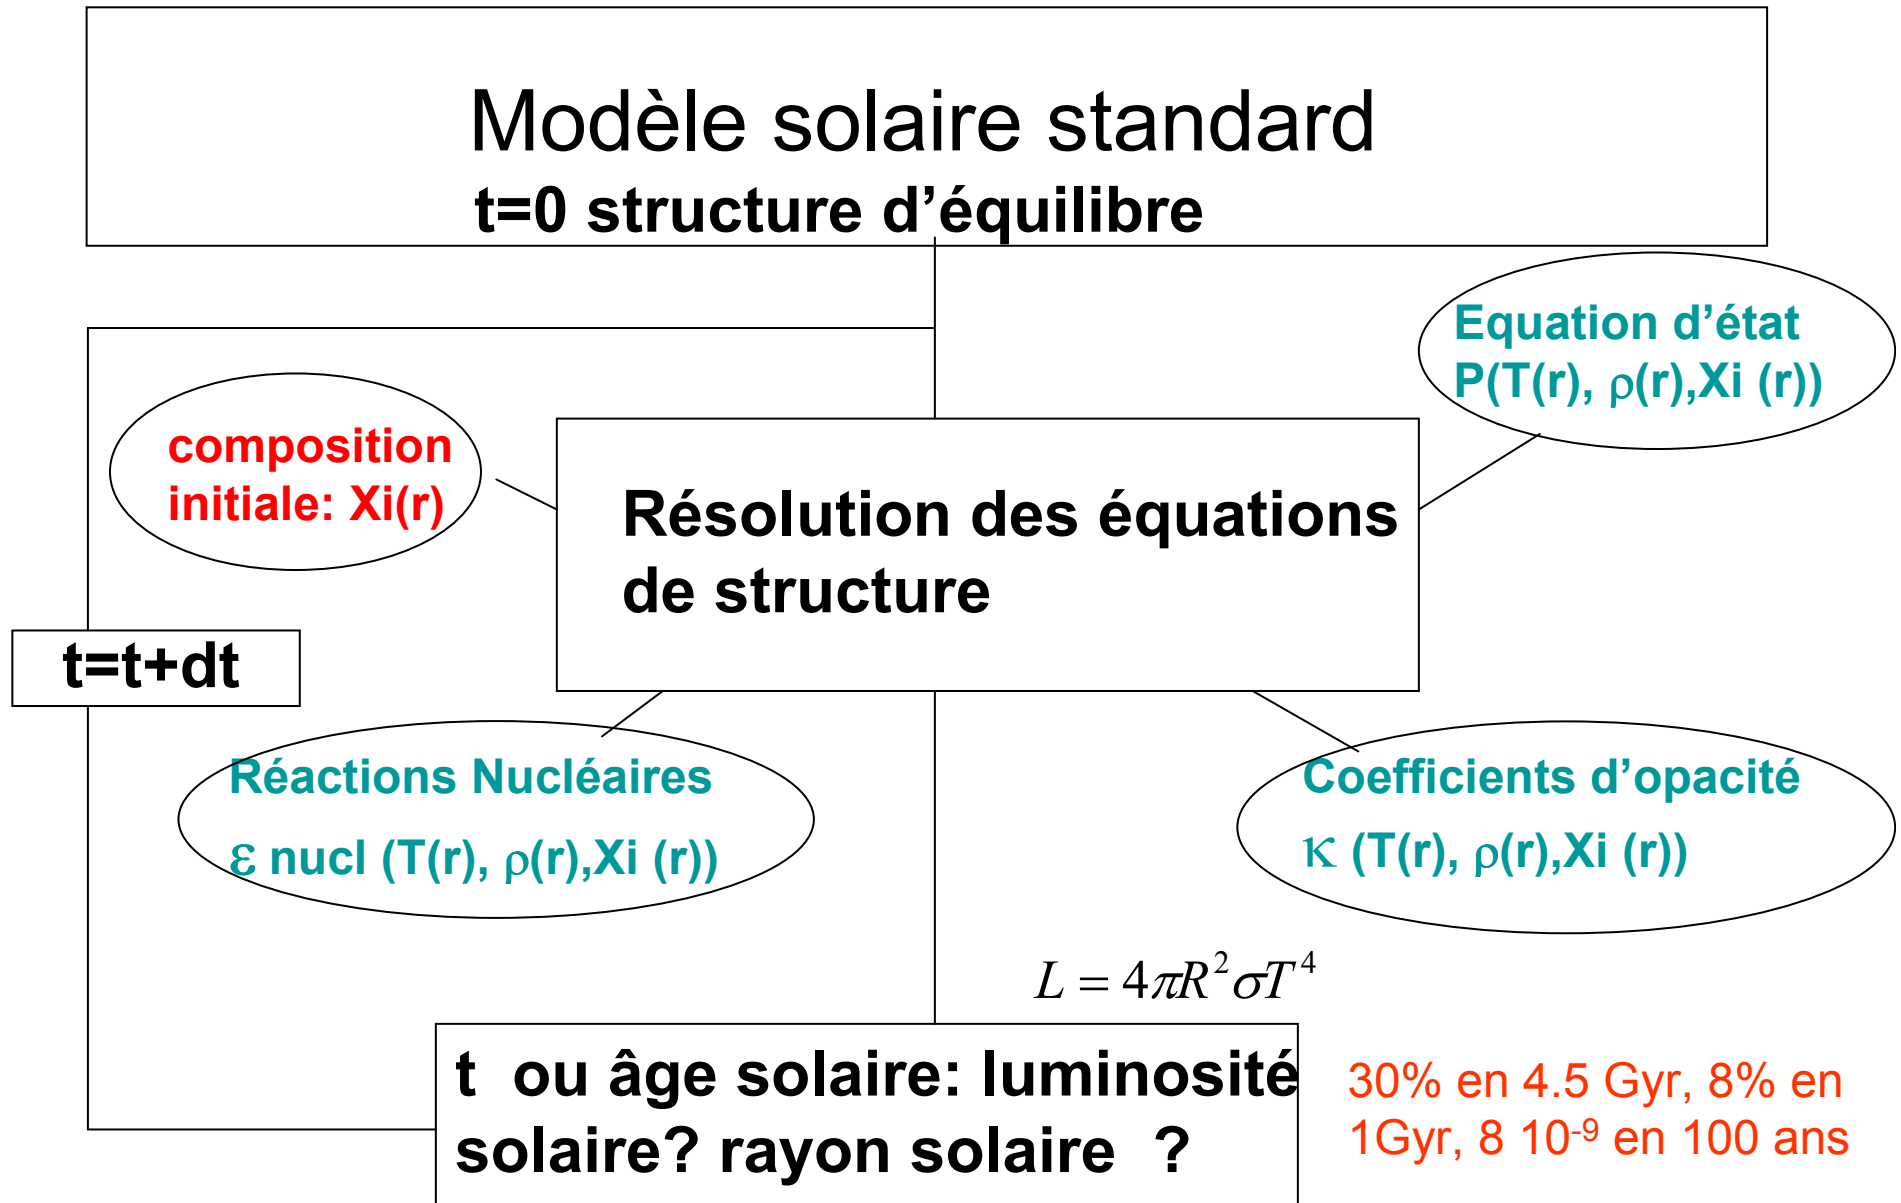 Modèle solaire standard
t=0 structure d’équilibre
Equation d’état
P(T(r), ρ(r),Xi (r))
composition
initiale: Xi(r)
Résolution des équations
de structure
t=t+dt
Réactions Nucléaires
ε nucl (T(r), ρ(r),Xi (r))
Coefficients d’opacité
κ (T(r), ρ(r),Xi (r))
L = 4πR²σT⁴
t ou âge solaire: luminosité
solaire? rayon solaire ?
30% en 4.5 Gyr, 8% en
1Gyr, 8 10⁻⁹ en 100 ans